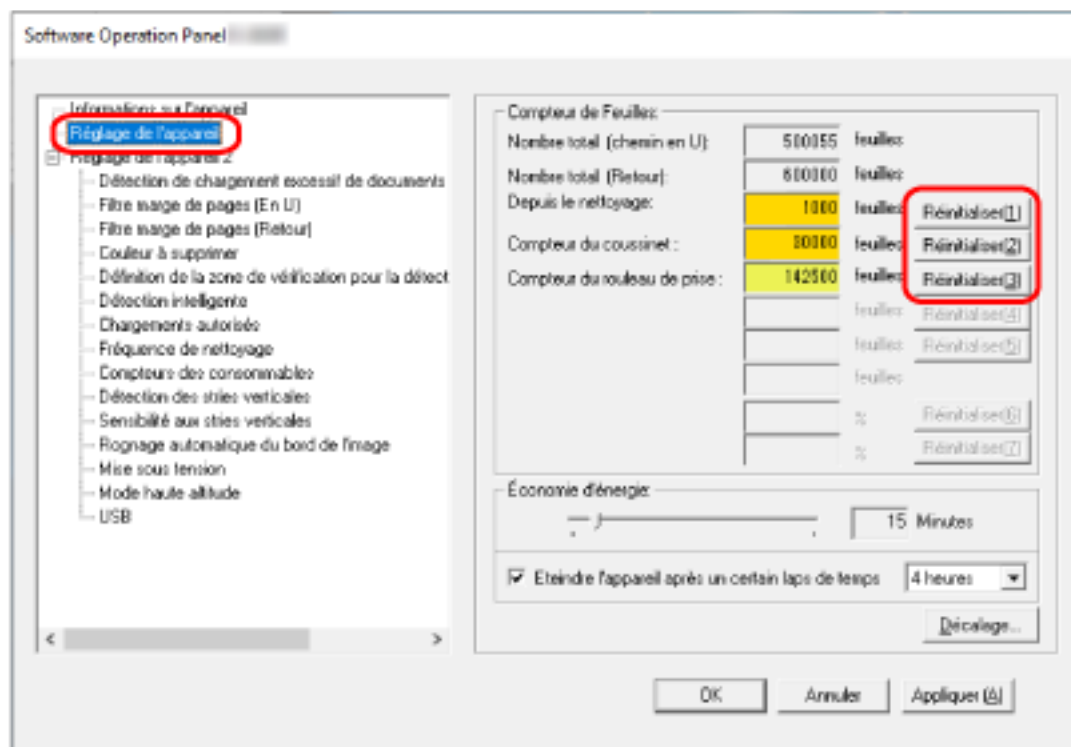 Software Operation Panel
Informations sur l'appareil
Réglage de l'appareil
Réglage de l'appareil 2
Détection de chargement excessif de documents
Filtre marge de pages (En U)
Filtre marge de pages (Retour)
Couleur à supprimer
Définition de la zone de vérification pour la détect
Détection intelligente
Chargements autorisés
Fréquence de nettoyage
Compteurs des consommables
Détection des stries verticales
Sensibilité aux stries verticales
Rognage automatique du bord de l'image
Mise sous tension
Mode haute altitude
USB
Compteur de Feuilles:
Nombre total (chemin en U): 500055 feuilles
Nombre total (Retour): 600000 feuilles
Depuis le nettoyage: 1000 feuilles Réinitialiser(1)
Compteur du coussinet : feuilles Réinitialiser(2)
Compteur du rouleau de prise : 142500 feuilles Réinitialiser(3)
feuilles Réinitialiser(4)
feuilles Réinitialiser(5)
feuilles
% Réinitialiser(6)
% Réinitialiser(7)
Économie d'énergie:
15 Minutes
Eteindre l'appareil après un certain laps de temps 4 heures
Décalage...
OK Annuler Appliquer (A)